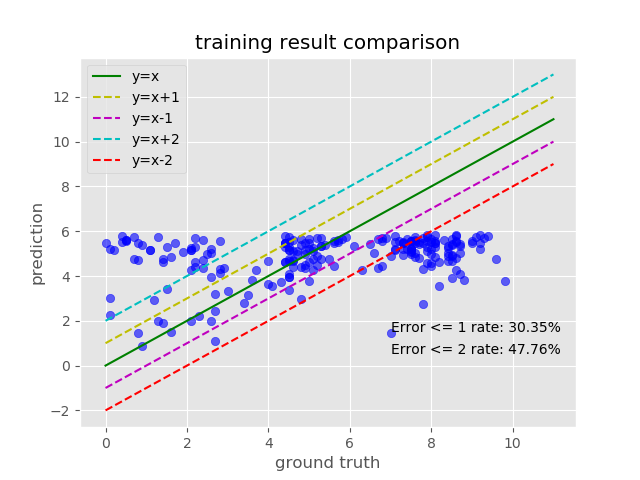 training result comparison
y=x
y=x+1
y=x-1
y=x+2
y=x-2
12
10
8
6
4
2
0
−2
prediction
Error <= 1 rate: 30.35%
Error <= 2 rate: 47.76%
0 2 4 6 8 10
ground truth